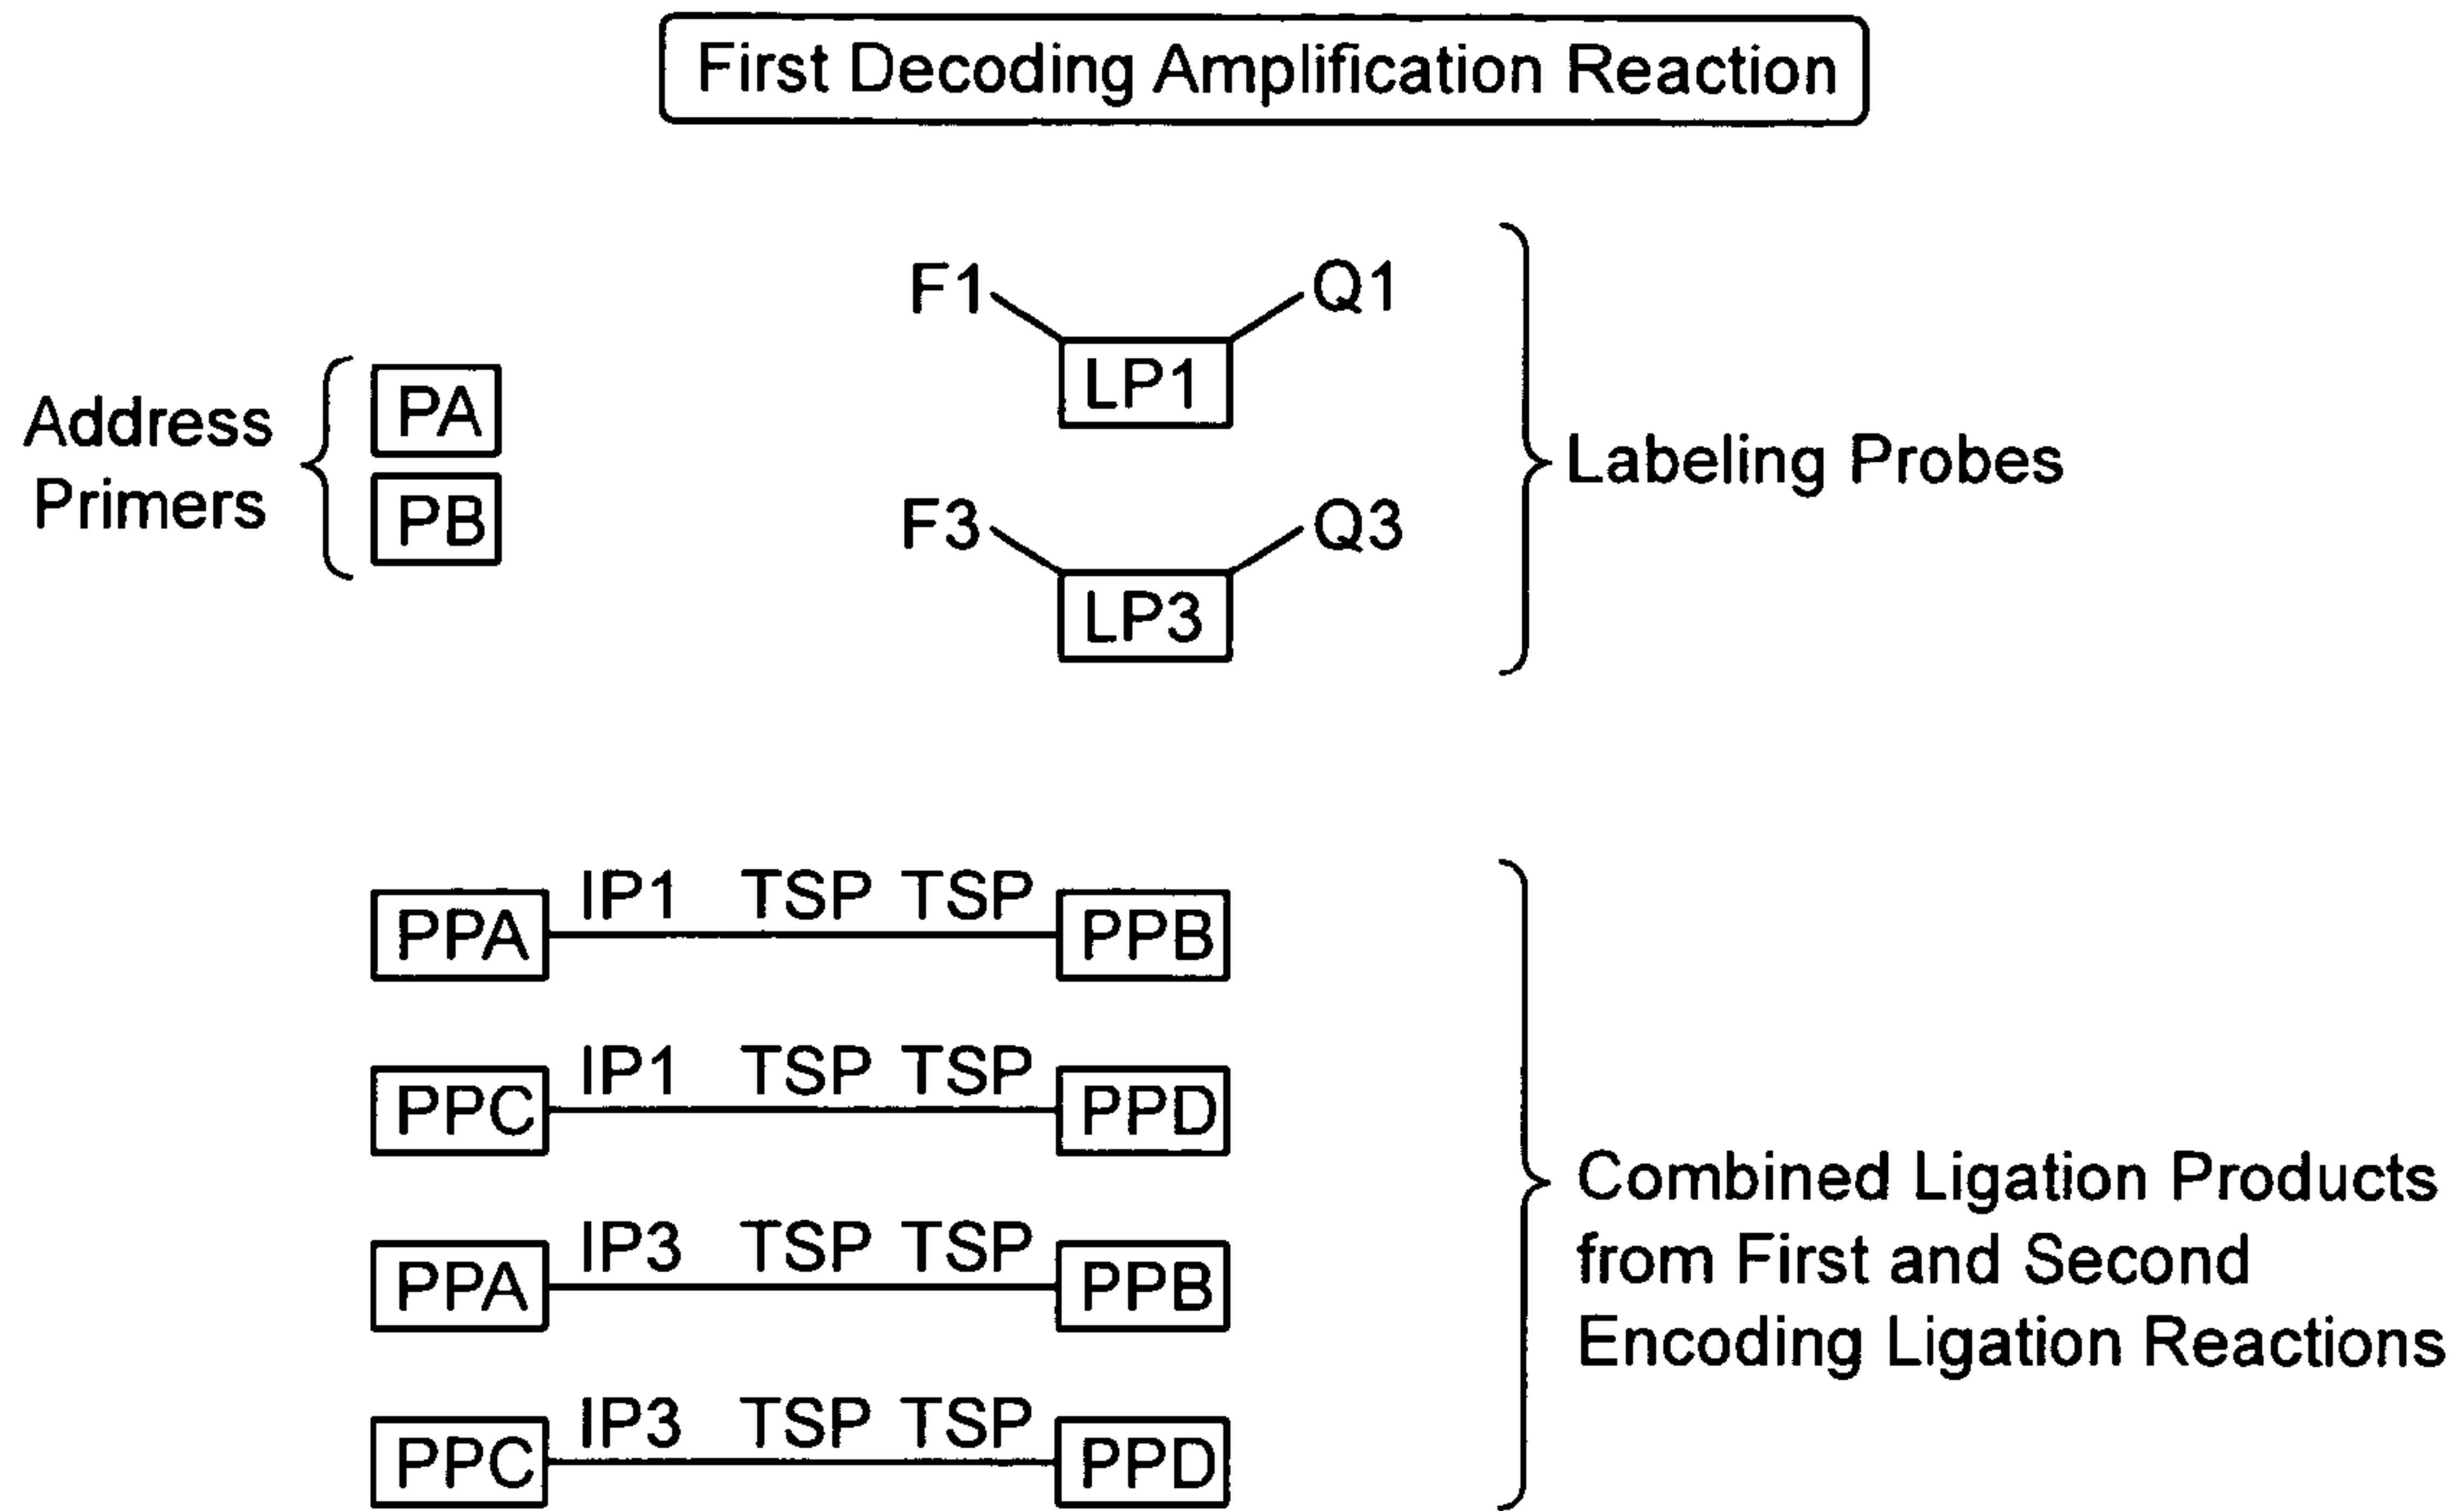 First Decoding Amplification Reaction
Address
Primers
PA
PB
F1
Q1
LP1
F3
Q3
LP3
Labeling Probes
PPA IP1 TSP TSP PPB
PPC IP1 TSP TSP PPD
PPA IP3 TSP TSP PPB
PPC IP3 TSP TSP PPD
Combined Ligation Products
from First and Second
Encoding Ligation Reactions